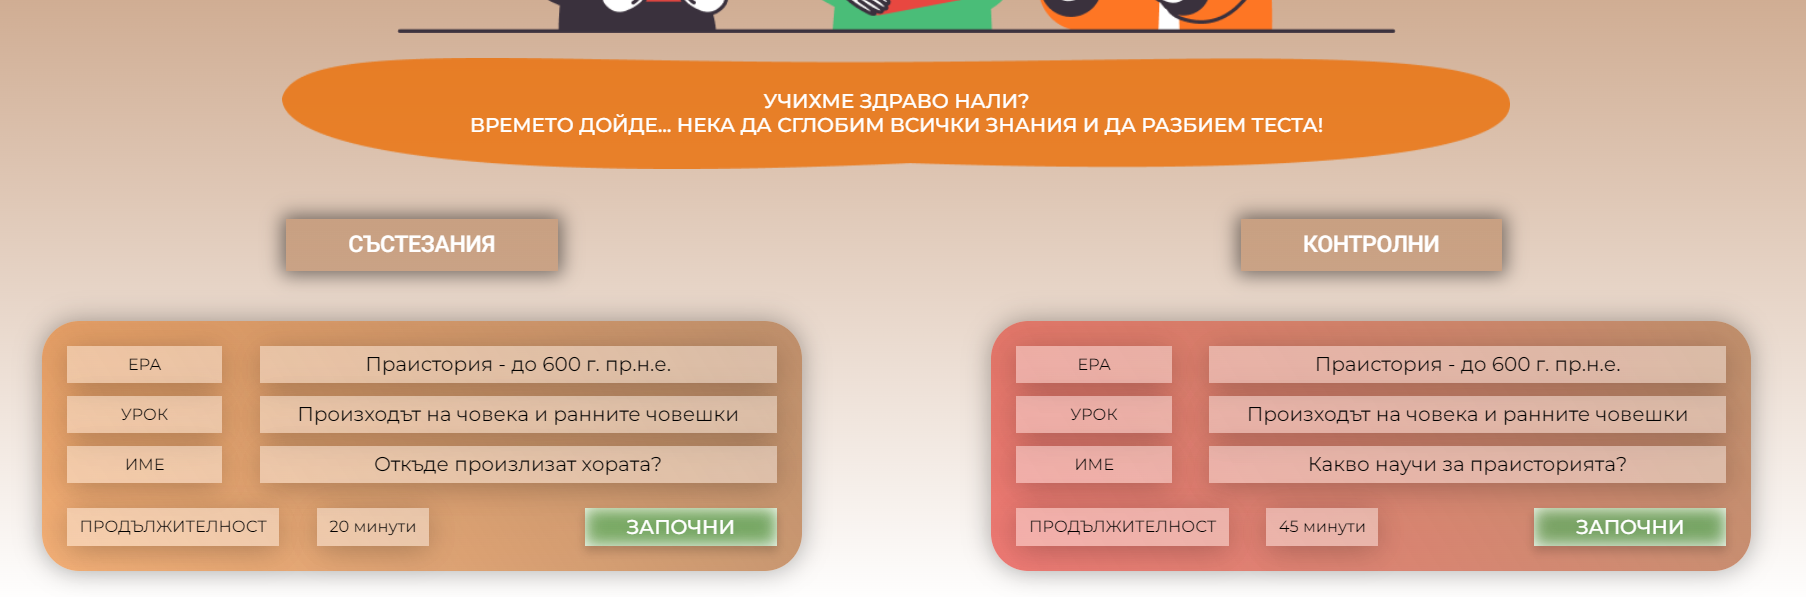 УЧИХМЕ ЗДРАВО НАЛИ?
ВРЕМЕТО ДОЙДЕ... НЕКА ДА СГЛОБИМ ВСИЧКИ ЗНАНИЯ И ДА РАЗБИЕМ ТЕСТА!
СЪСТЕЗАНИЯ
ЕРА
Праистория - до 600 г. пр.н.е.
УРОК
Произходът на човека и ранните човешки
ИМЕ
Откъде произлизат хората?
ПРОДЪЛЖИТЕЛНОСТ
20 минути
ЗАПОЧНИ
КОНТРОЛНИ
ЕРА
Праистория - до 600 г. пр.н.е.
УРОК
Произходът на човека и ранните човешки
ИМЕ
Какво научи за праисторията?
ПРОДЪЛЖИТЕЛНОСТ
45 минути
ЗАПОЧНИ